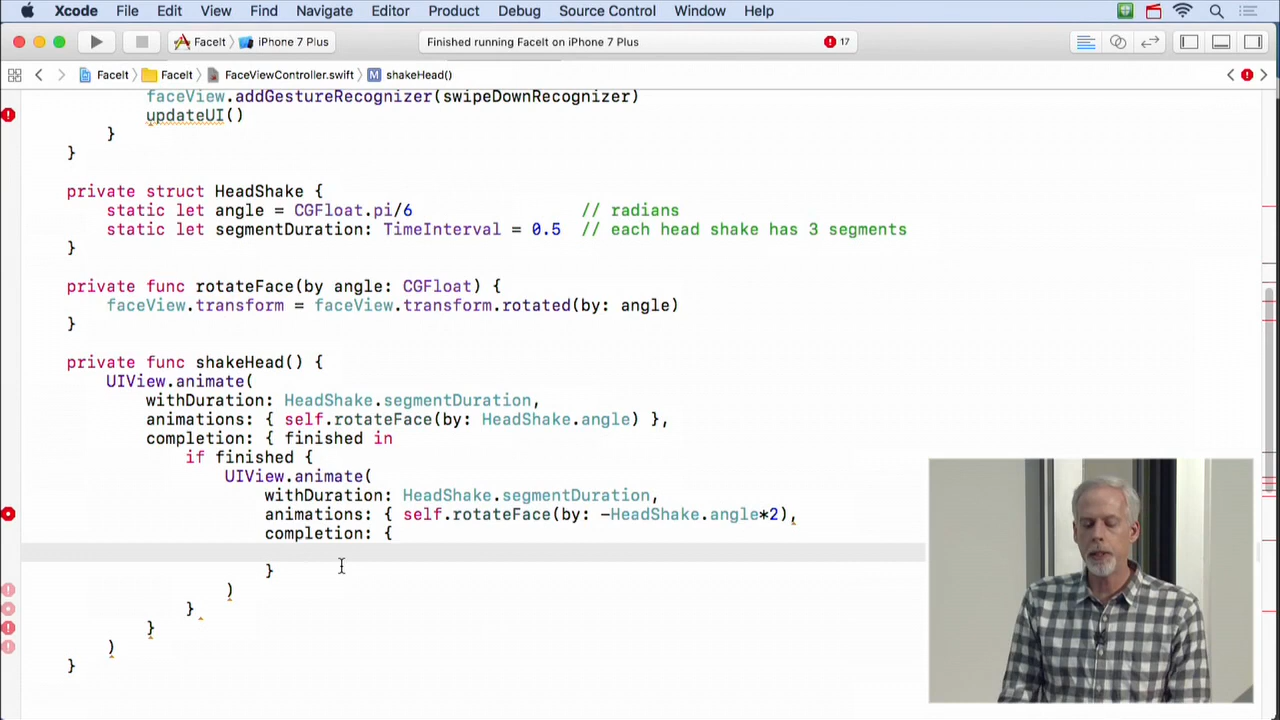 Xcode File Edit View Find Navigate Editor Product Debug Source Control Window Help
FaceIt iPhone 7 Plus Finished running FaceIt on iPhone 7 Plus 17
FaceIt FaceIt FaceViewController.swift M shakeHead()
faceView.addGestureRecognizer(swipeDownRecognizer)
updateUI()
}
}
private struct HeadShake {
static let angle = CGFloat.pi/6 // radians
static let segmentDuration: TimeInterval = 0.5 // each head shake has 3 segments
}
private func rotateFace(by angle: CGFloat) {
faceView.transform = faceView.transform.rotated(by: angle)
}
private func shakeHead() {
UIView.animate(
withDuration: HeadShake.segmentDuration,
animations: { self.rotateFace(by: HeadShake.angle) },
completion: { finished in
if finished {
UIView.animate(
withDuration: HeadShake.segmentDuration,
animations: { self.rotateFace(by: -HeadShake.angle*2),
completion: {
}
)
}
}
)
}